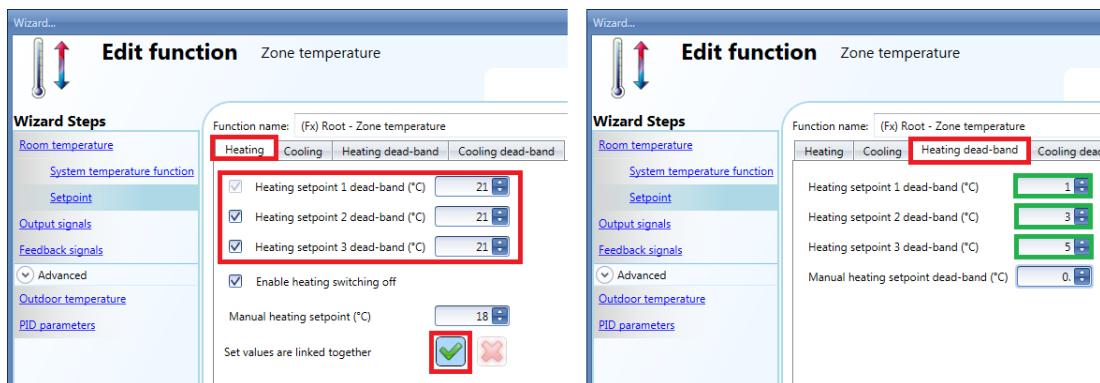 Wizard...
Edit function Zone temperature
Wizard Steps
Function name: (Fx) Root - Zone temperature
Room temperature
Heating Cooling Heating dead-band Cooling dead-band
System temperature function
Heating setpoint 1 dead-band (°C) 21
Setpoint
Heating setpoint 2 dead-band (°C) 21
Output signals
Feedback signals
Heating setpoint 3 dead-band (°C) 21
Advanced
Enable heating switching off
Outdoor temperature
Manual heating setpoint (°C) 18
PID parameters
Set values are linked together
Wizard...
Edit function Zone temperature
Wizard Steps
Function name: (Fx) Root - Zone temperature
Room temperature
Heating Cooling Heating dead-band Cooling dead
System temperature function
Heating setpoint 1 dead-band (°C) 1
Setpoint
Heating setpoint 2 dead-band (°C) 3
Output signals
Feedback signals
Heating setpoint 3 dead-band (°C) 5
Advanced
Manual heating setpoint dead-band (°C) 0.
Outdoor temperature
PID parameters